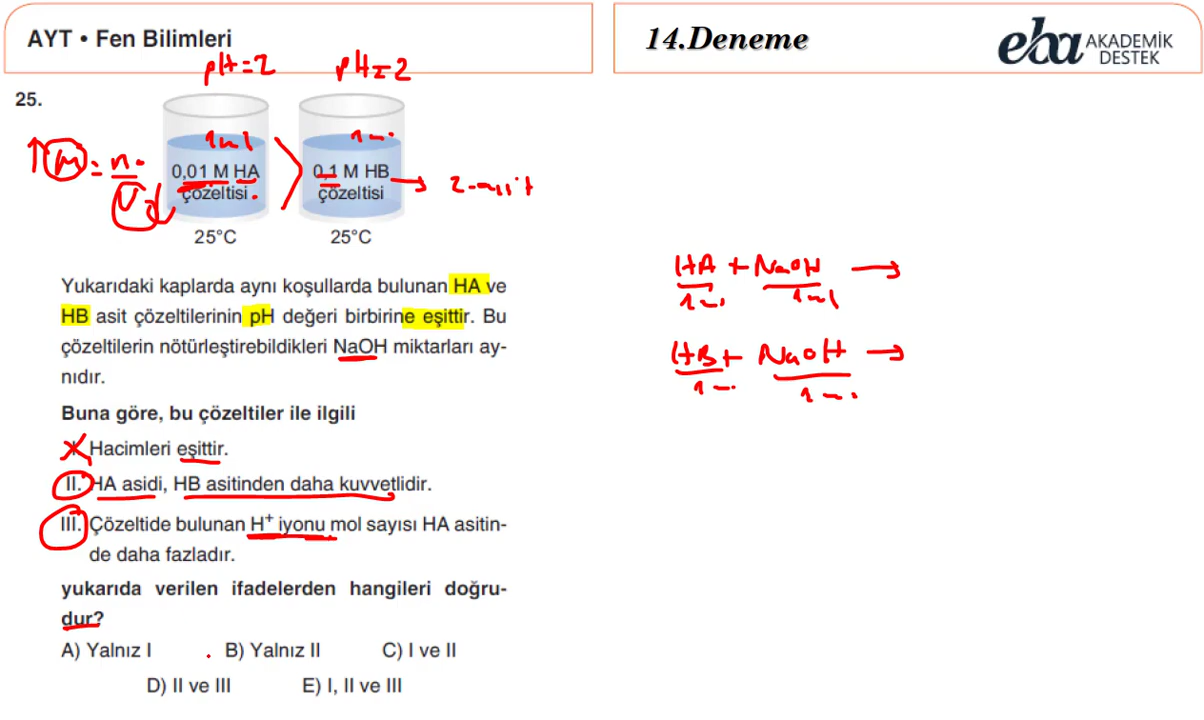 AYT • Fen Bilimleri
14.Deneme
eba AKADEMİK
DESTEK
pH=2 pH=2
25.
0,01 M HA
çözeltisi
0,1 M HB
çözeltisi
25°C 25°C
Yukarıdaki kaplarda aynı koşullarda bulunan HA ve
HB asit çözeltilerinin pH değeri birbirine eşittir. Bu
çözeltilerin nötürleştirebildikleri NaOH miktarları ay-
nıdır.
Buna göre, bu çözeltiler ile ilgili
I. Hacimleri eşittir.
II. HA asidi, HB asitinden daha kuvvetlidir.
III. Çözeltide bulunan H⁺ iyonu mol sayısı HA asitin-
de daha fazladır.
yukarıda verilen ifadelerden hangileri doğru-
dur?
A) Yalnız I B) Yalnız II C) I ve II
D) II ve III E) I, II ve III
HA + NaOH →
HB + NaOH →